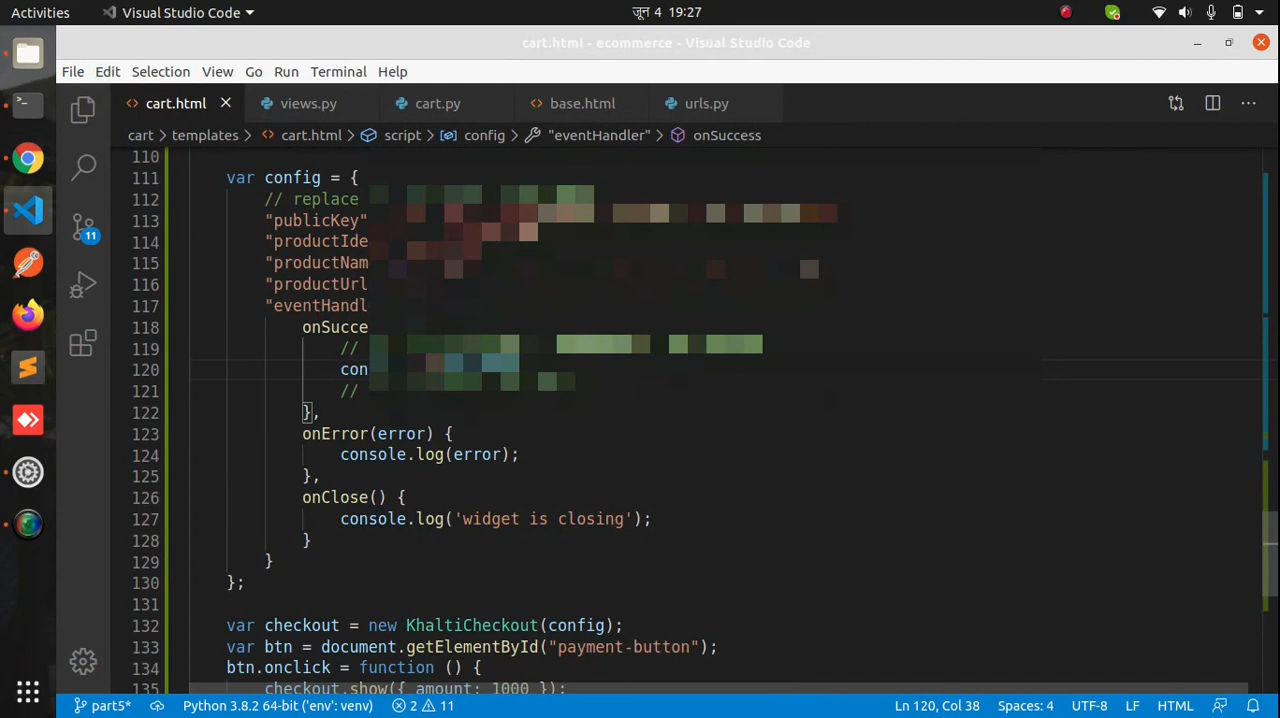 Activities
Visual Studio Code
जून 4 19:27
cart.html - ecommerce - Visual Studio Code
File Edit Selection View Go Run Terminal Help
cart.html views.py cart.py base.html urls.py
cart > templates > cart.html > script > config > "eventHandler" > onSuccess
110
111 var config = {
112 // replace
113 "publicKey"
114 "productIde
115 "productNam
116 "productUrl
117 "eventHandl
118 onSucce
119 //
120 con
121 //
122 },
123 onError(error) {
124 console.log(error);
125 },
126 onClose() {
127 console.log('widget is closing');
128 }
129 }
130 };
131
132 var checkout = new KhaltiCheckout(config);
133 var btn = document.getElementById("payment-button");
134 btn.onclick = function () {
135 checkout.show({ amount: 1000 });
11
part5* Python 3.8.2 64-bit ('env': venv) 2 11 Ln 120, Col 38 Spaces: 4 UTF-8 LF HTML